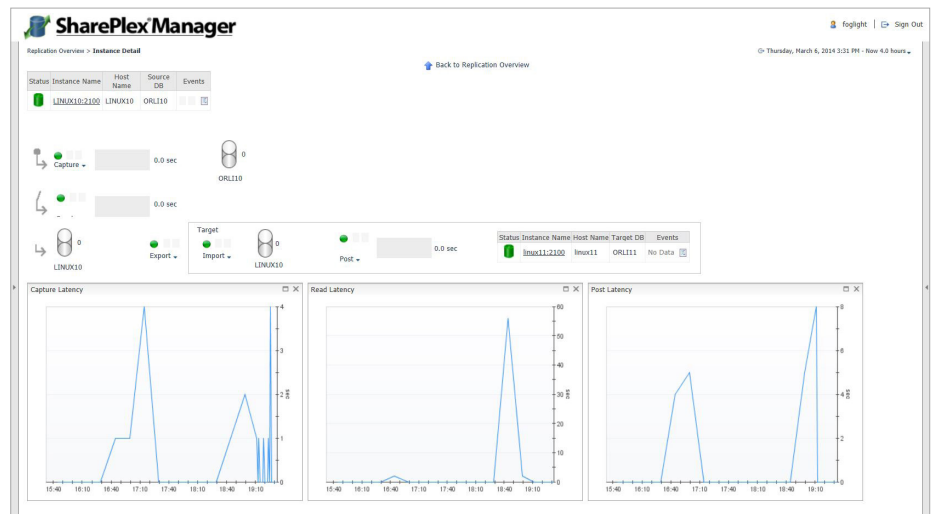 SharePlex Manager
foglight | Sign Out
Replication Overview > Instance Detail
Thursday, March 6, 2014 3:31 PM - Now 4.0 hours
Back to Replication Overview
Status Instance Name Host Name Source DB Events
LINUX10:2100 LINUX10 ORLI10
Capture 0.0 sec 0
ORLI10
0.0 sec
0
LINUX10
Export
Target
Import
0
LINUX10
Post
0.0 sec
Status Instance Name Host Name Target DB Events
linux11:2100 linux11 ORLI11 No Data
Capture Latency
4
3
2
1
0
sec
15:40 16:10 16:40 17:10 17:40 18:10 18:40 19:10
Read Latency
60
50
40
30
20
10
0
sec
15:40 16:10 16:40 17:10 17:40 18:10 18:40 19:10
Post Latency
8
6
4
2
0
sec
15:40 16:10 16:40 17:10 17:40 18:10 18:40 19:10